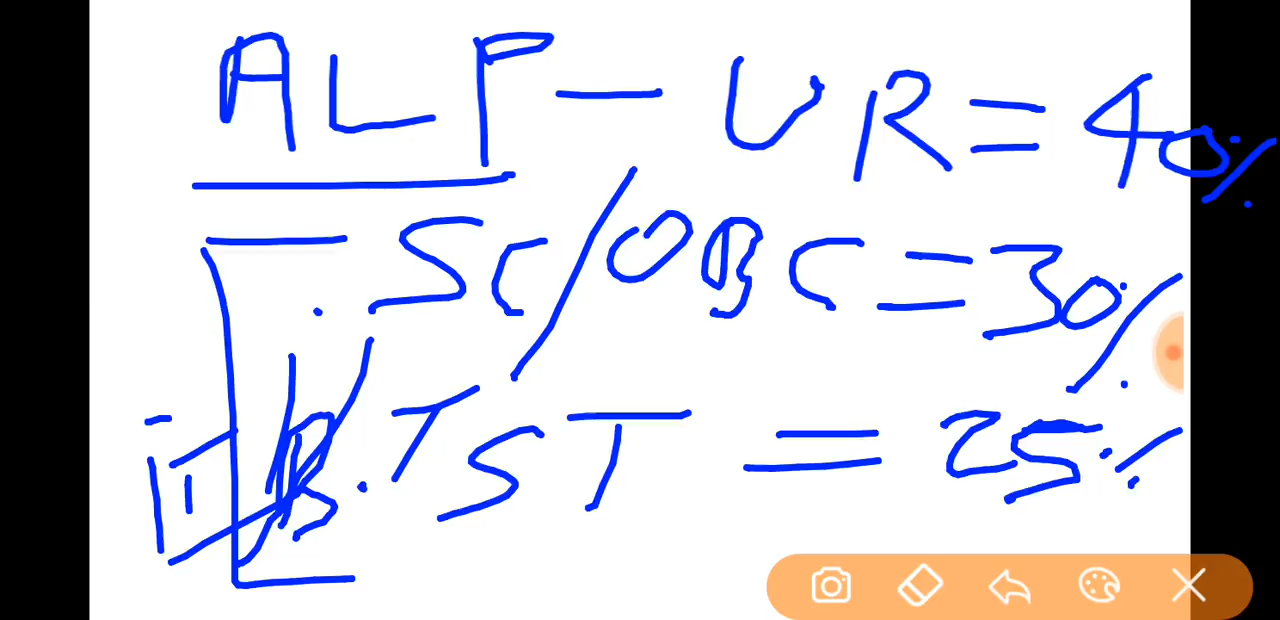 ALP - UR = 40%
SC/OBC = 30%
ST = 25%